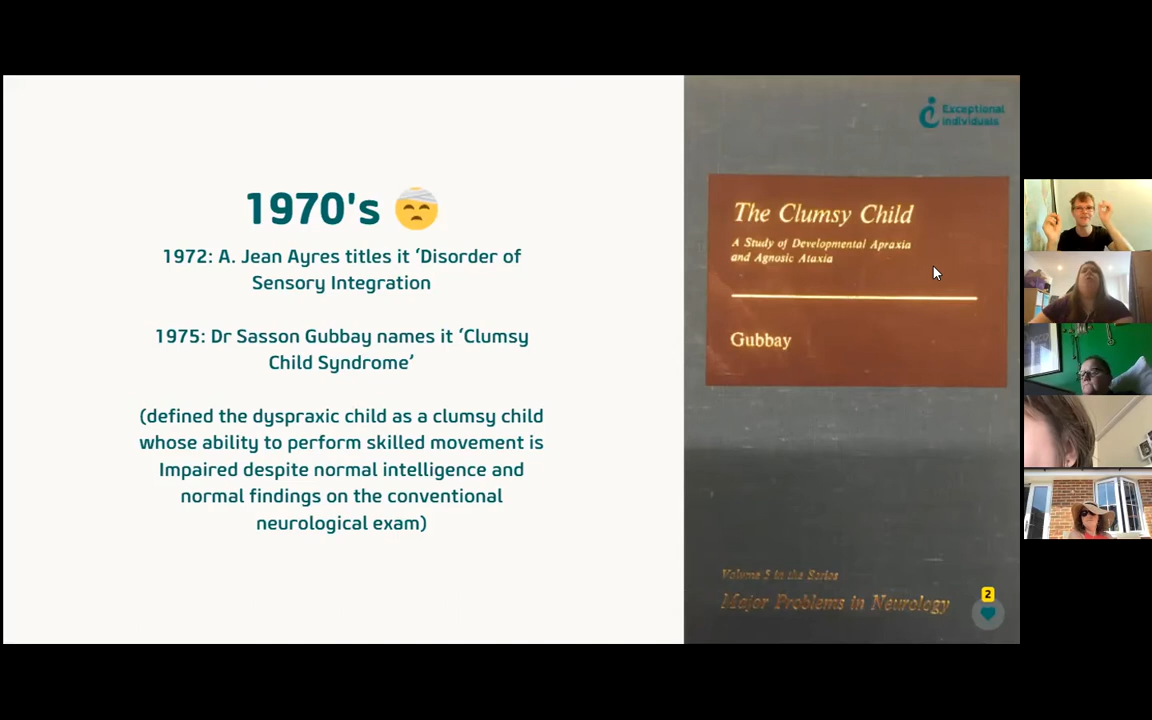 1970's
1972: A. Jean Ayres titles it ‘Disorder of
Sensory Integration
1975: Dr Sasson Gubbay names it ‘Clumsy
Child Syndrome’
(defined the dyspraxic child as a clumsy child
whose ability to perform skilled movement is
Impaired despite normal intelligence and
normal findings on the conventional
neurological exam)
Exceptional
Individuals
The Clumsy Child
A Study of Developmental Apraxia
and Agnosic Ataxia
Gubbay
Volume 5 in the Series
Major Problems in Neurology
2